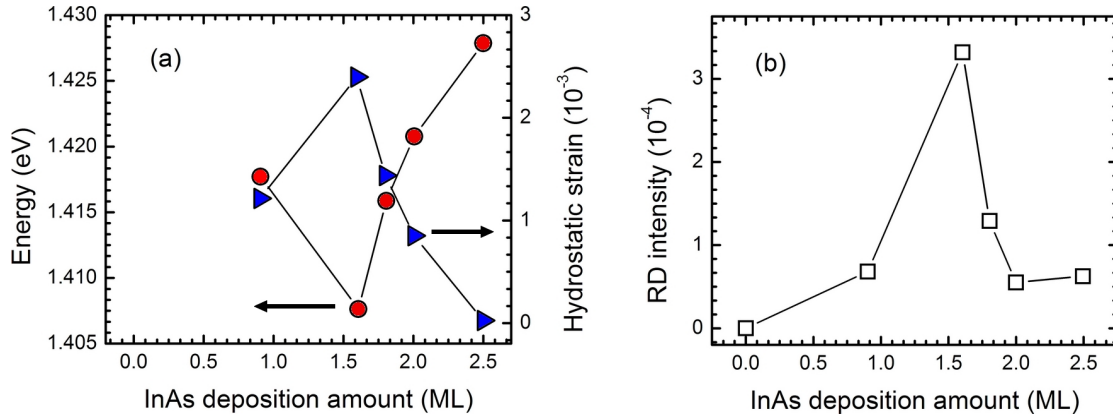 (a)
Energy (eV)
1.430
1.425
1.420
1.415
1.410
1.405
0.0 0.5 1.0 1.5 2.0 2.5
InAs deposition amount (ML)
3
2
1
0
Hydrostatic strain (10⁻³)
(b)
RD intensity (10⁻⁴)
3
2
1
0
0.0 0.5 1.0 1.5 2.0 2.5
InAs deposition amount (ML)